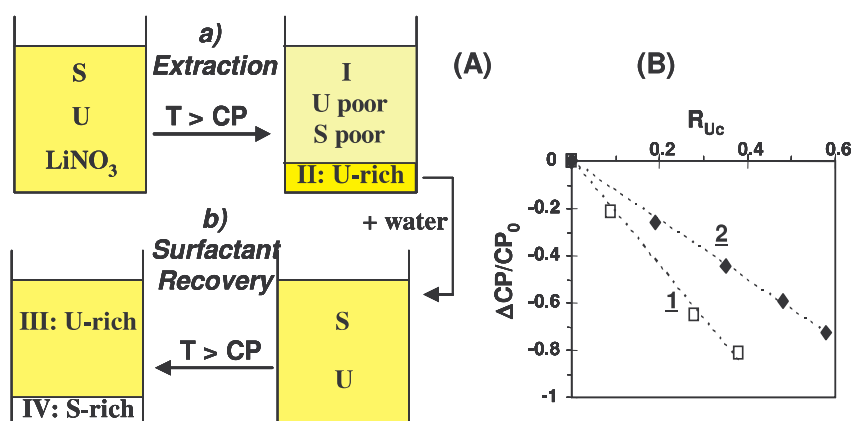 a)
Extraction
S
U
LiNO3
T > CP
I
U poor
S poor
II: U-rich
(A)
(B)
+ water
b)
Surfactant
Recovery
III: U-rich
IV: S-rich
T > CP
S
U
RUc
0
0.2
0.4
0.6
-0.2
-0.4
-0.6
-0.8
-1
ΔCP/CP0
2
1